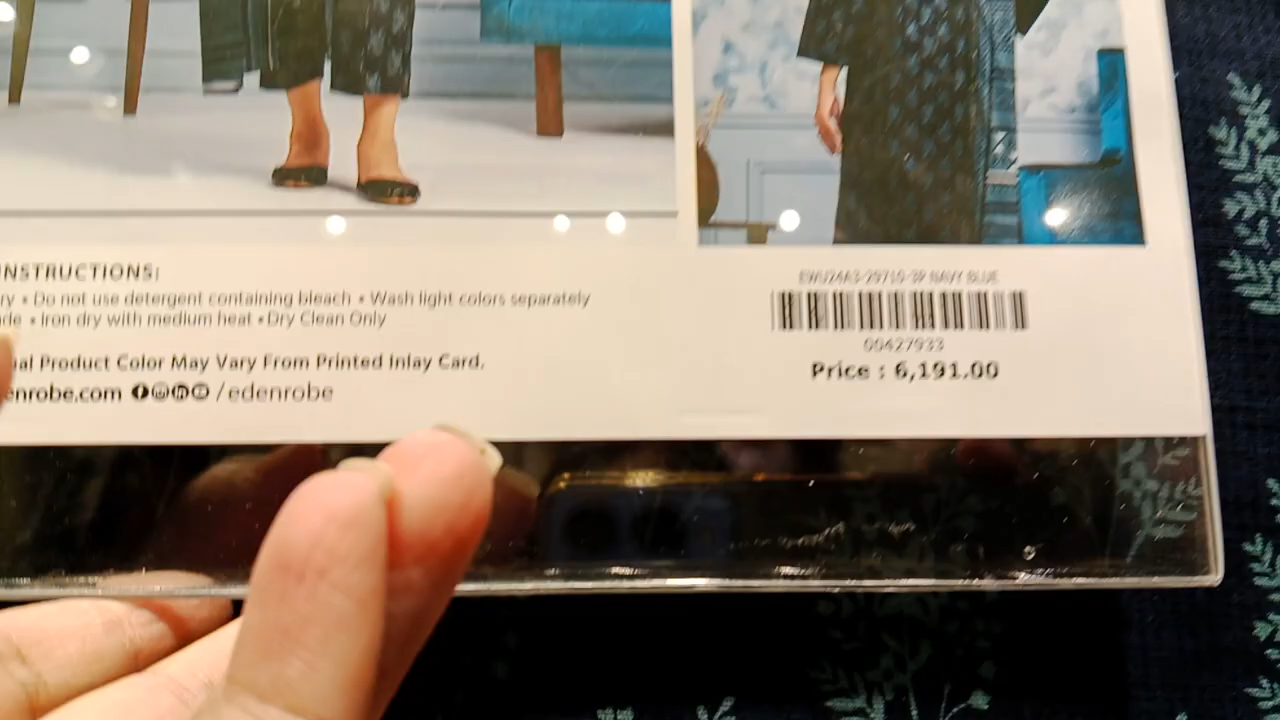 INSTRUCTIONS:
• Do not use detergent containing bleach • Wash light colors separately
• Iron dry with medium heat • Dry Clean Only
Product Color May Vary From Printed Inlay Card.
enrobe.com /edenrobe
EWU24A3-29710-3P NAVY BLUE
00427933
Price : 6,191.00